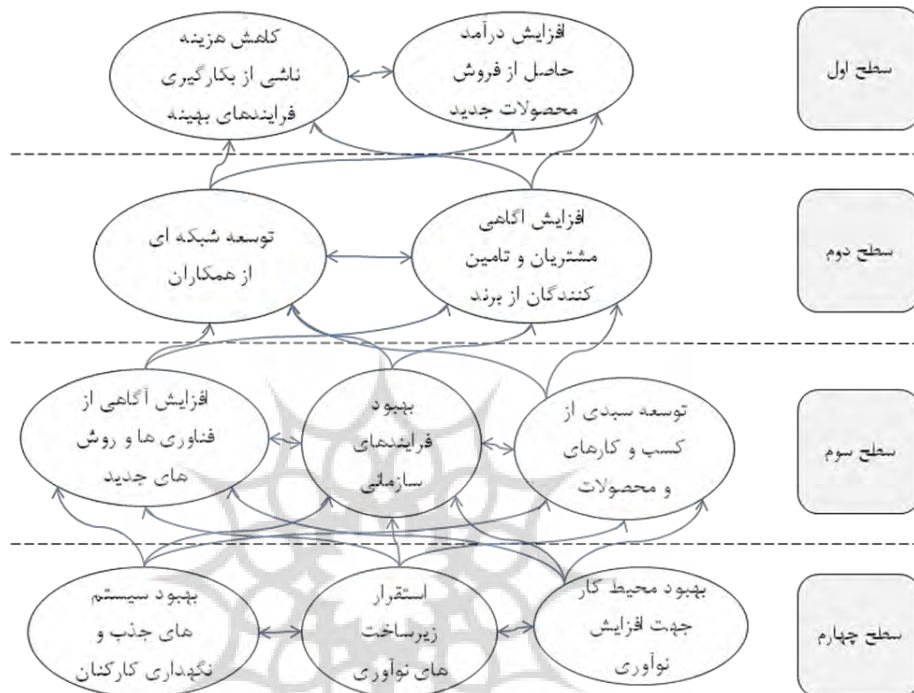 افزایش درآمد
حاصل از فروش
محصولات جدید
کاهش هزینه
ناشی از بکارگیری
فرایندهای بهینه
سطح اول
افزایش اگاهی
مشتریان و تامین
کنندگان از برند
توسعه شبکه ای
از همکاران
سطح دوم
توسعه سبدی از
کسب و کارهای
و محصولات
بهبود
فرایندهای
سازمانی
افزایش آگاهی از
فناوری ها و روش
های جدید
سطح سوم
بهبود محیط کار
جهت افزایش
نوآوری
استقرار
زیرساخت
های نوآوری
بهبود سیستم
های جذب و
نگهداری کارکنان
سطح چهارم